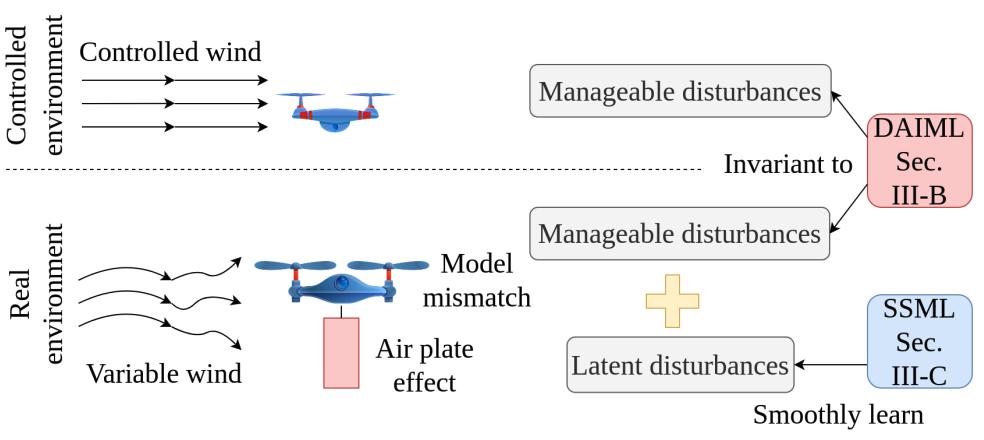 Controlled
environment
Controlled wind
Manageable disturbances
DAIML
Sec.
III-B
Invariant to
Manageable disturbances
Real
environment
Model
mismatch
Air plate
effect
Variable wind
Latent disturbances
SSML
Sec.
III-C
Smoothly learn